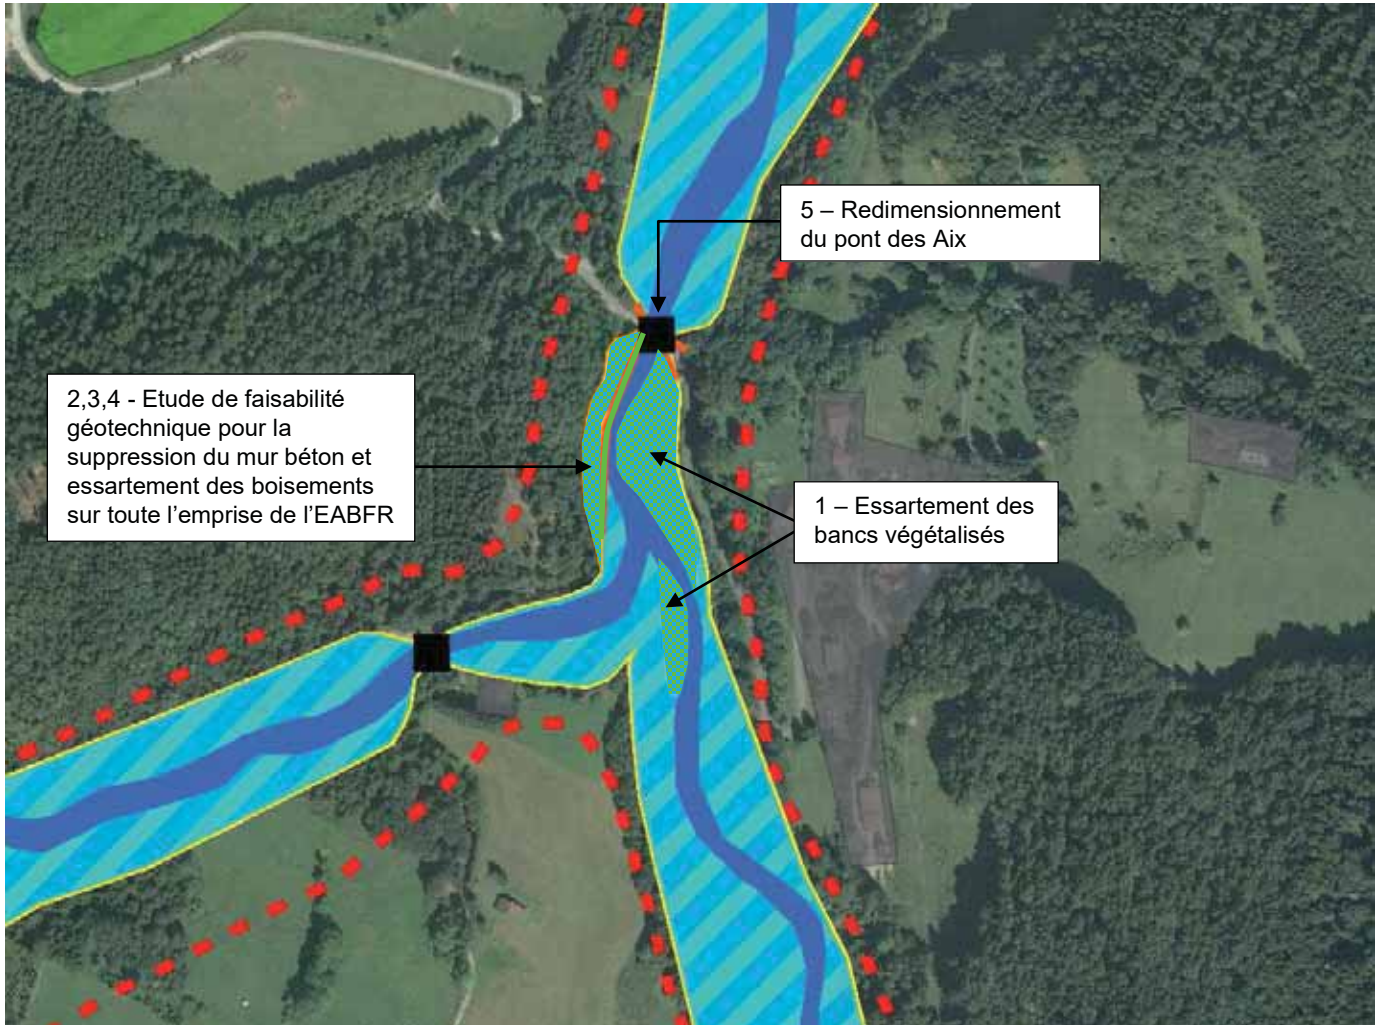 5 – Redimensionnement
du pont des Aix
2,3,4 - Etude de faisabilité
géotechnique pour la
suppression du mur béton et
essartement des boisements
sur toute l’emprise de l’EABFR
1 – Essartement des
bancs végétalisés